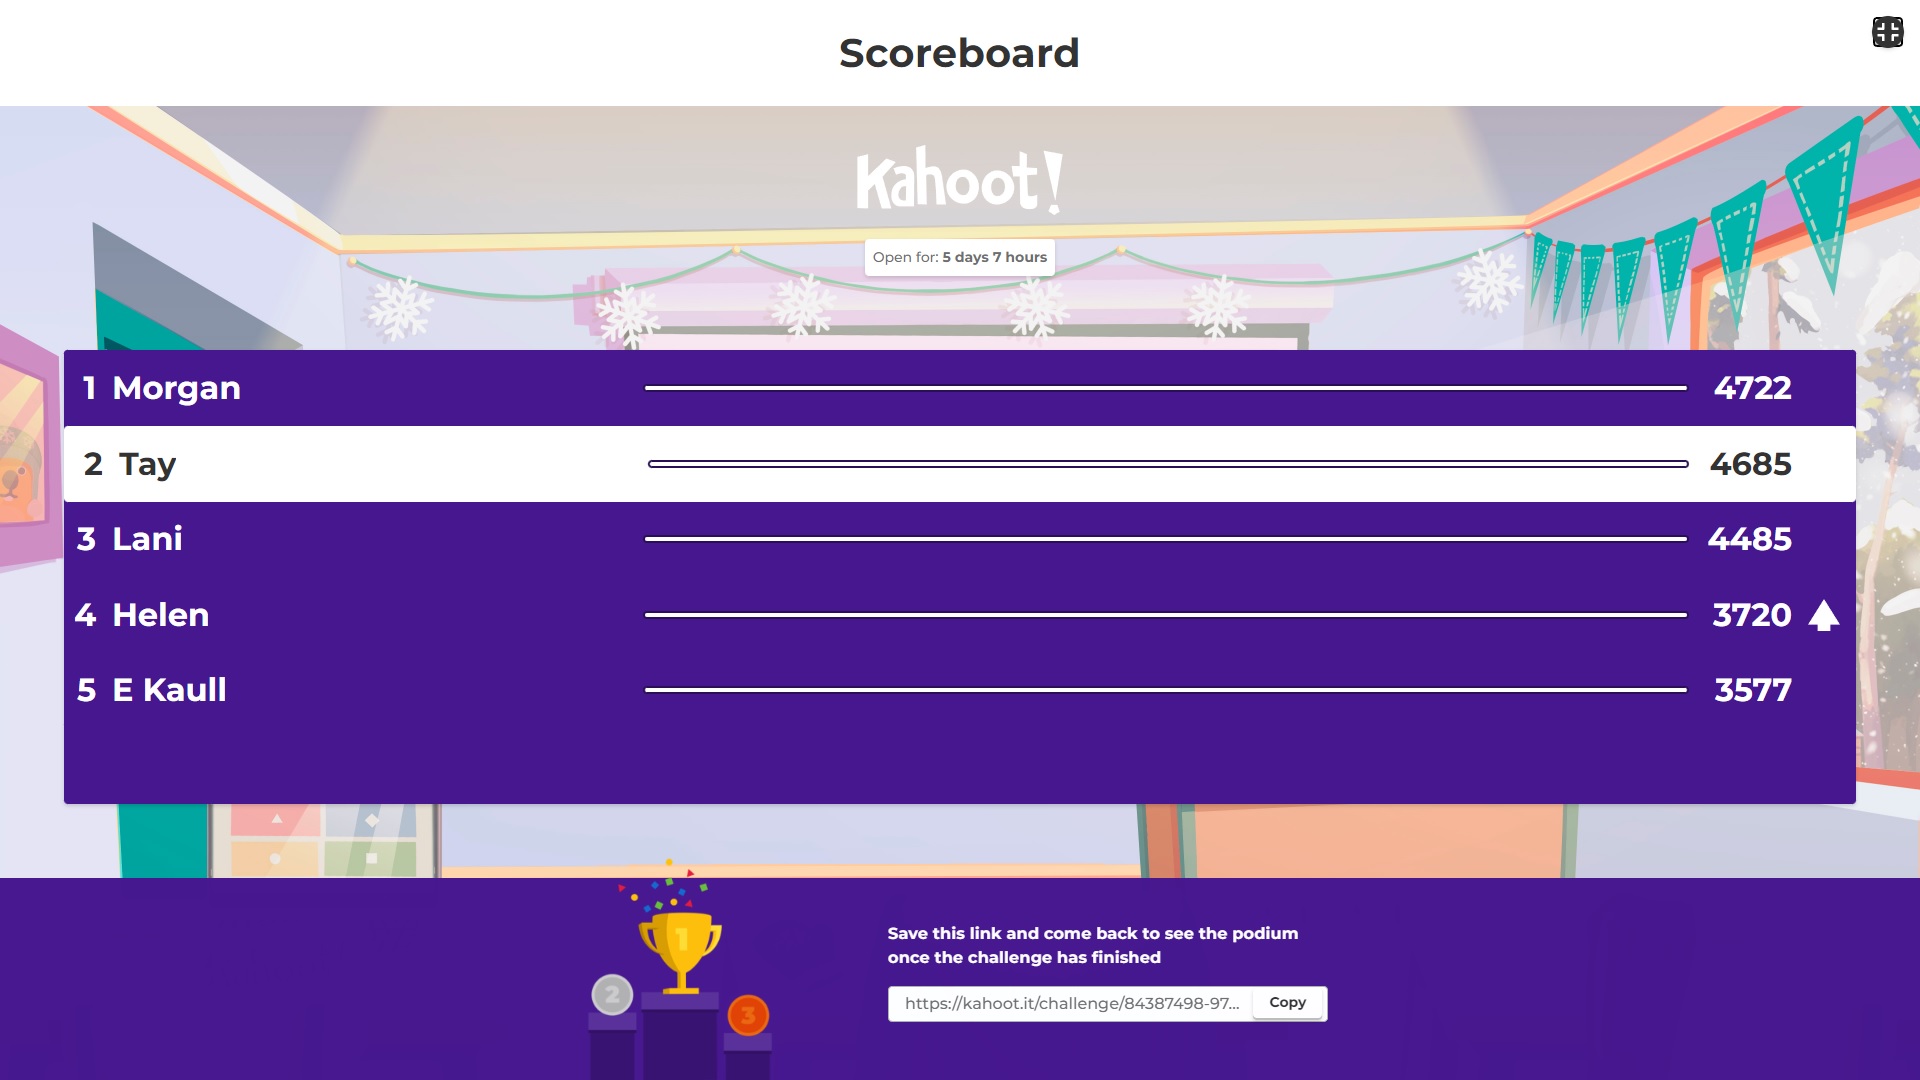 Scoreboard
Kahoot!
Open for: 5 days 7 hours
1 Morgan 4722
2 Tay 4685
3 Lani 4485
4 Helen 3720
5 E Kaull 3577
1
2
3
Save this link and come back to see the podium
once the challenge has finished
https://kahoot.it/challenge/84387498-97... Copy